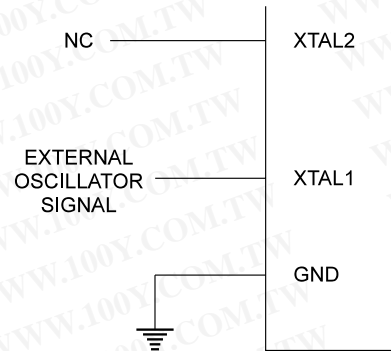 WWW.100Y.COM.TW
NC
XTAL2
EXTERNAL
OSCILLATOR
SIGNAL
XTAL1
GND